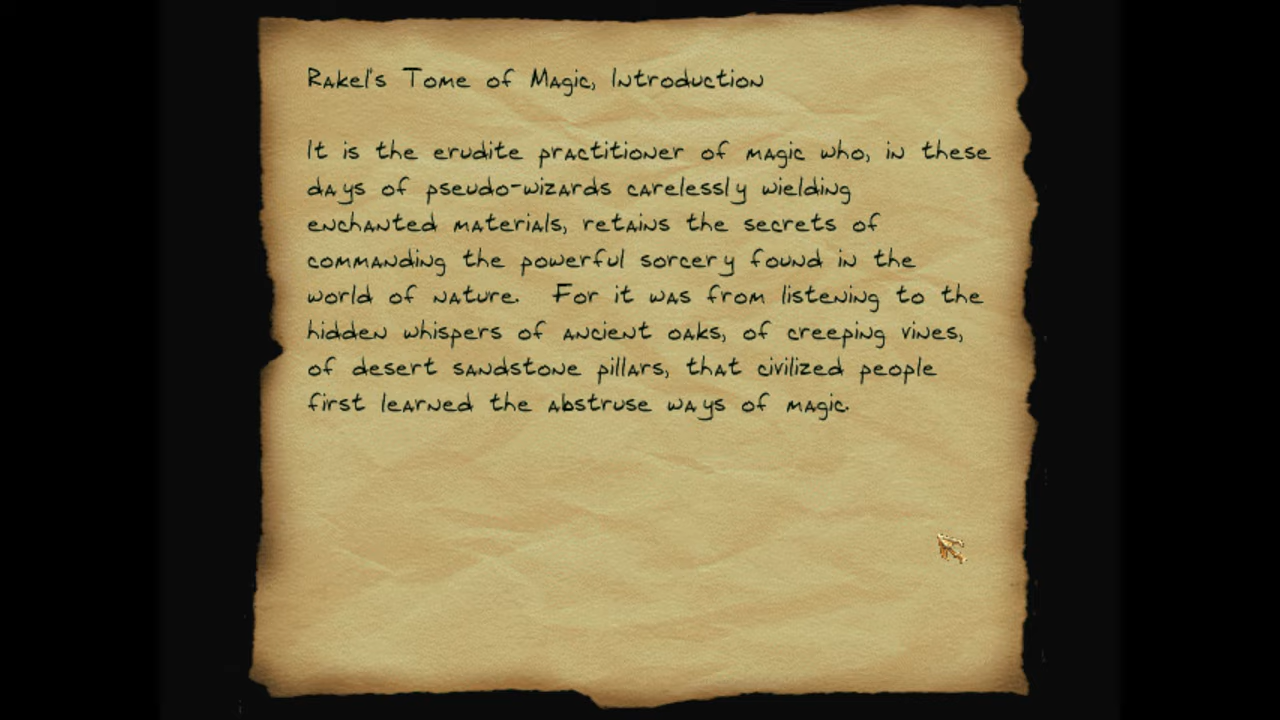 Rakel's Tome of Magic, Introduction
It is the erudite practitioner of magic who, in these
days of pseudo-wizards carelessly wielding
enchanted materials, retains the secrets of
commanding the powerful sorcery found in the
world of nature.  For it was from listening to the
hidden whispers of ancient oaks, of creeping vines,
of desert sandstone pillars, that civilized people
first learned the abstruse ways of magic.